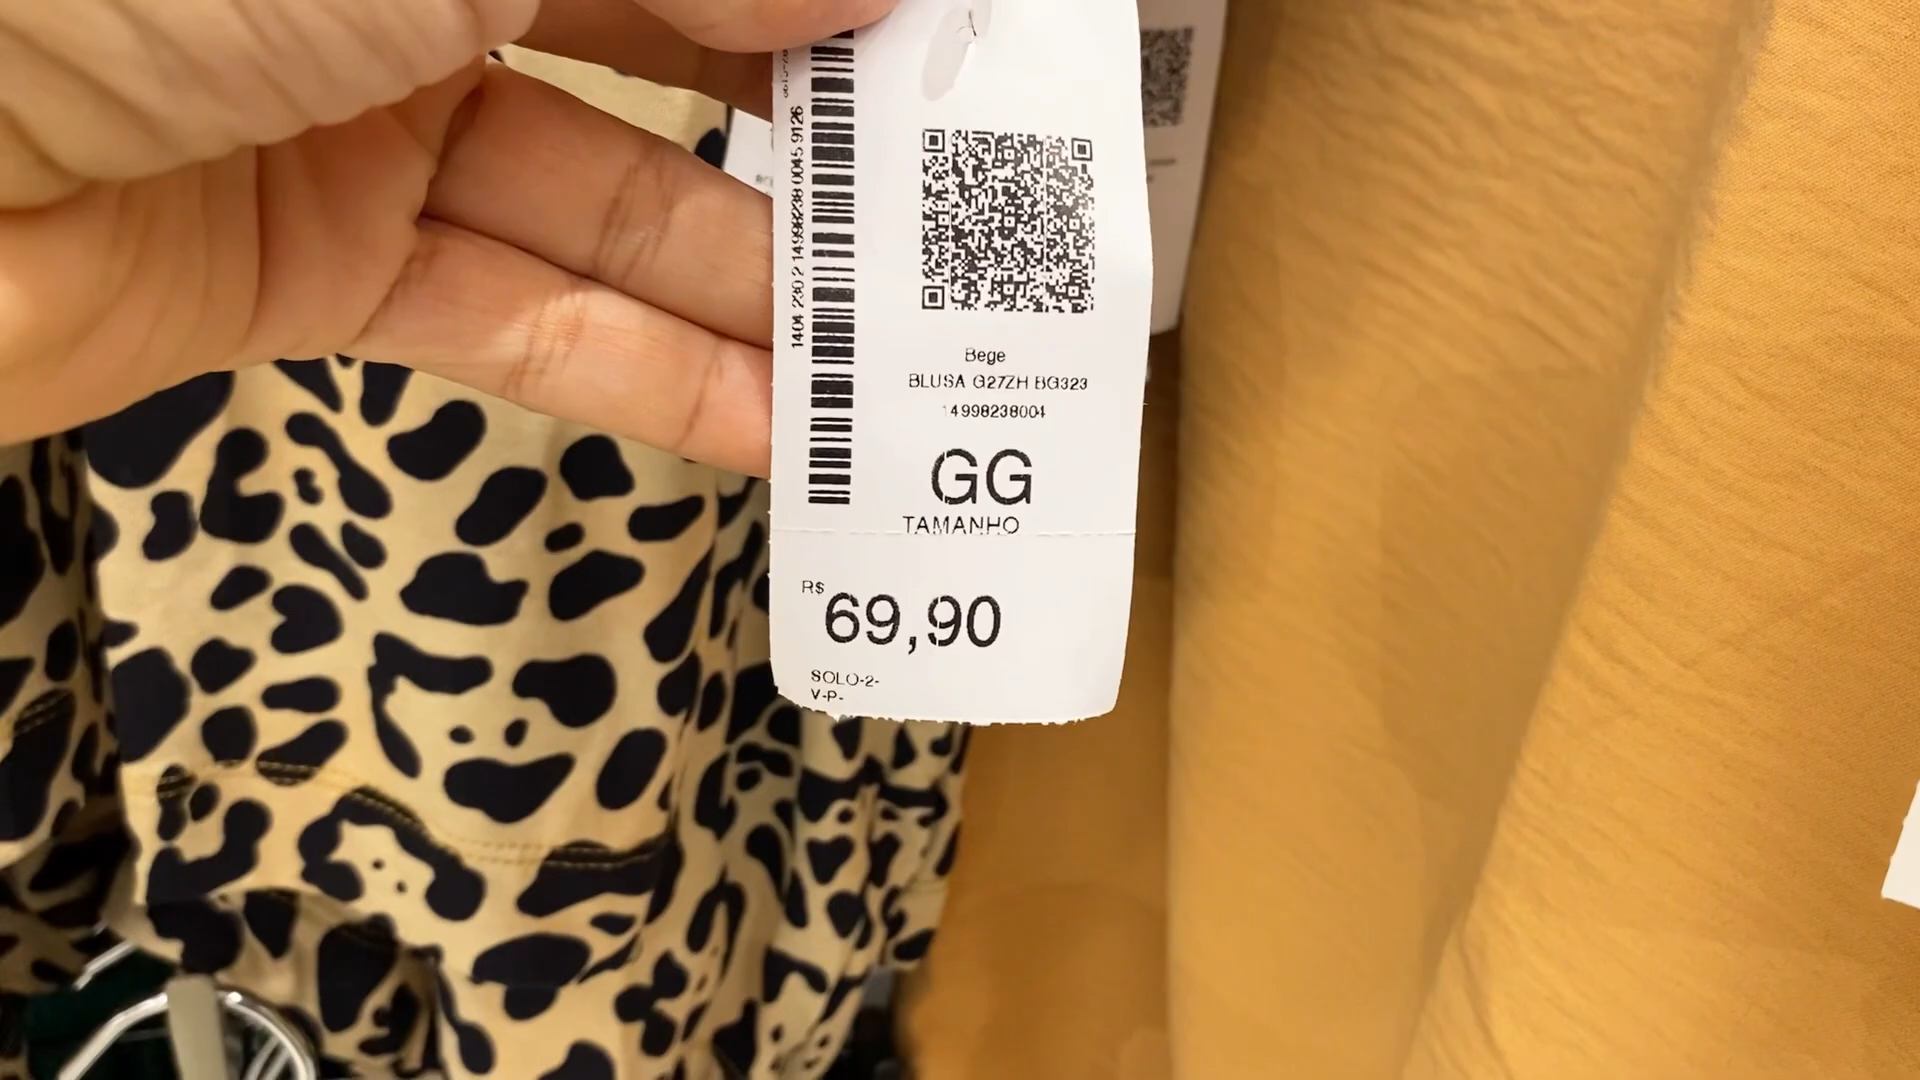 1404 230 2 14998238 0045 9126
Bege
BLUSA G27ZH BG323
14998238004
GG
TAMANHO
R$
69,90
SOLO-2-
V-P-